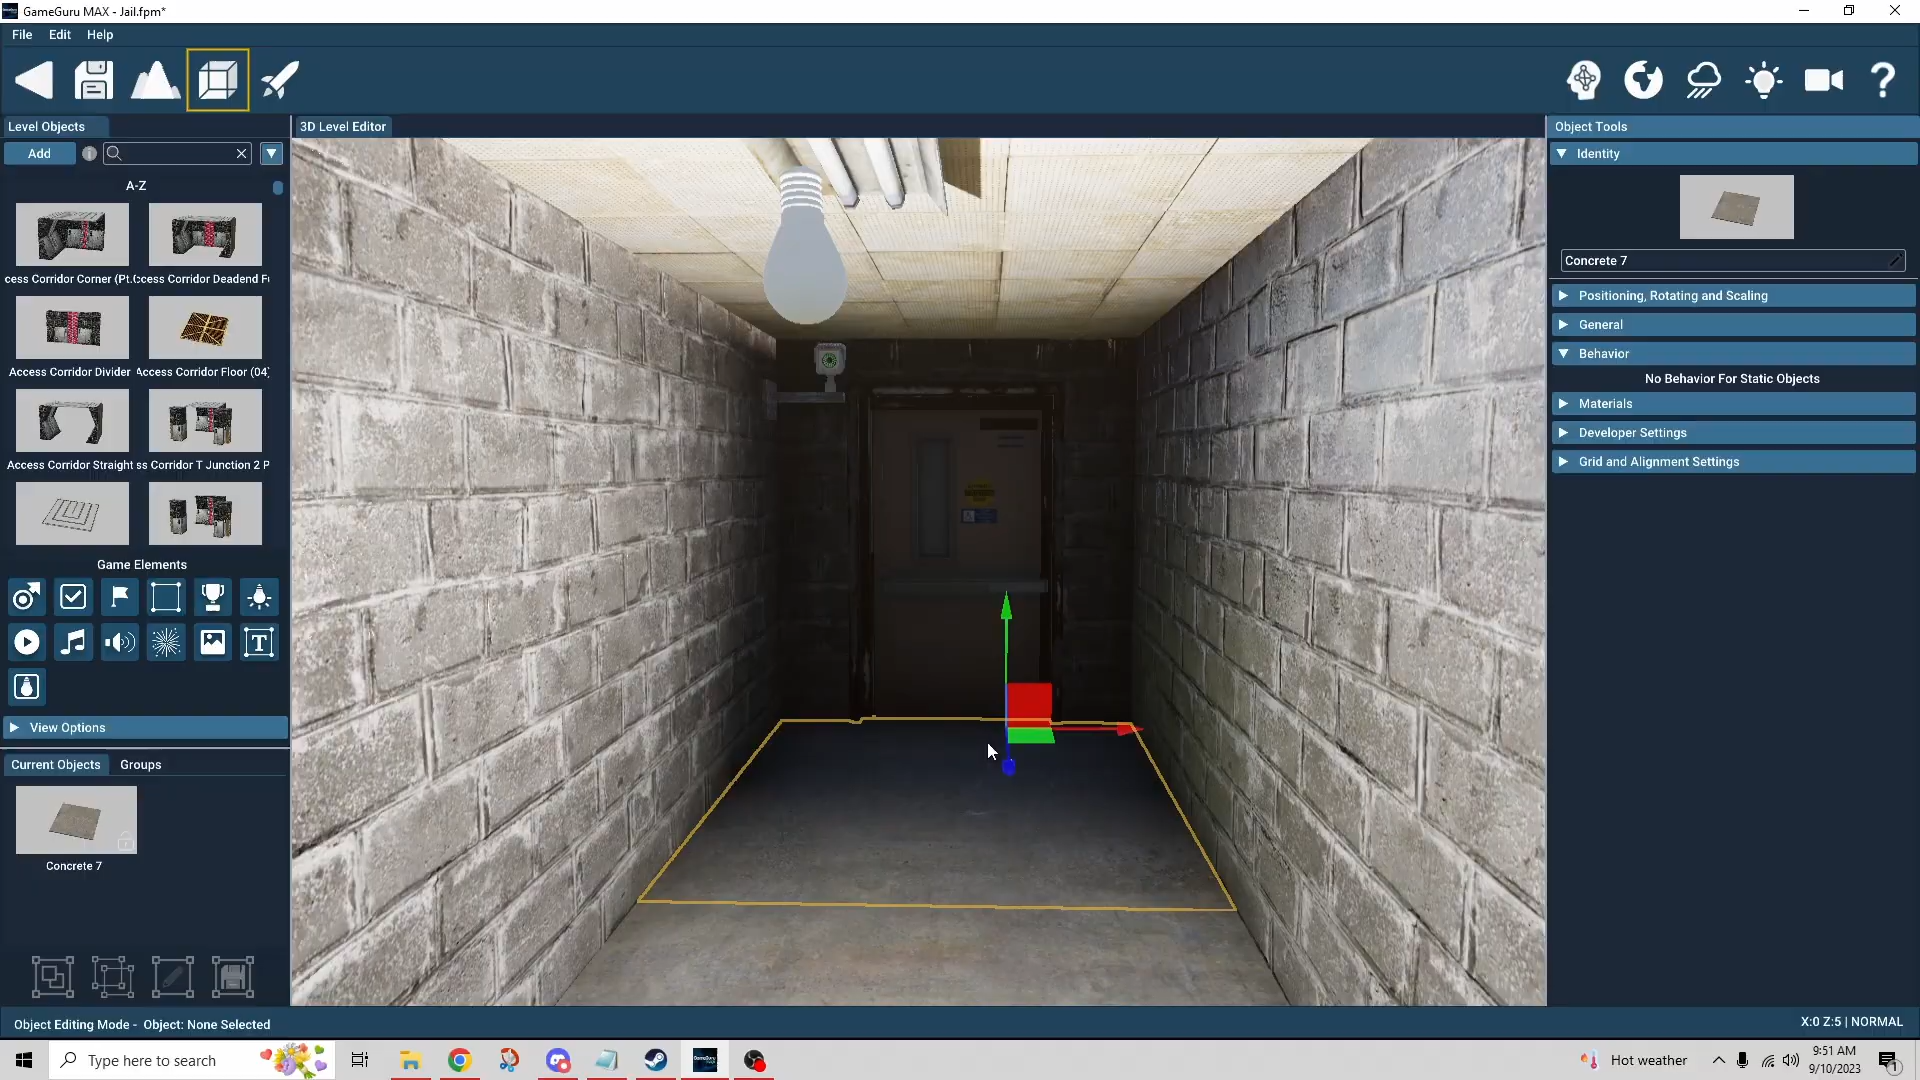 GameGuru MAX - Jail.fpm*
File Edit Help
Level Objects
3D Level Editor
Object Tools
Add
Identity
A-Z
ccess Corridor Corner (Pt.
ccess Corridor Deadend F
Concrete 7
Positioning, Rotating and Scaling
General
Behavior
No Behavior For Static Objects
Access Corridor Divider
Access Corridor Floor (04)
Materials
Developer Settings
Grid and Alignment Settings
Access Corridor Straight
ss Corridor T Junction 2 P
Game Elements
T
View Options
Current Objects
Groups
Concrete 7
Object Editing Mode - Object: None Selected
X:0 Z:5 | NORMAL
Type here to search
Hot weather
9:51 AM
9/10/2023
1